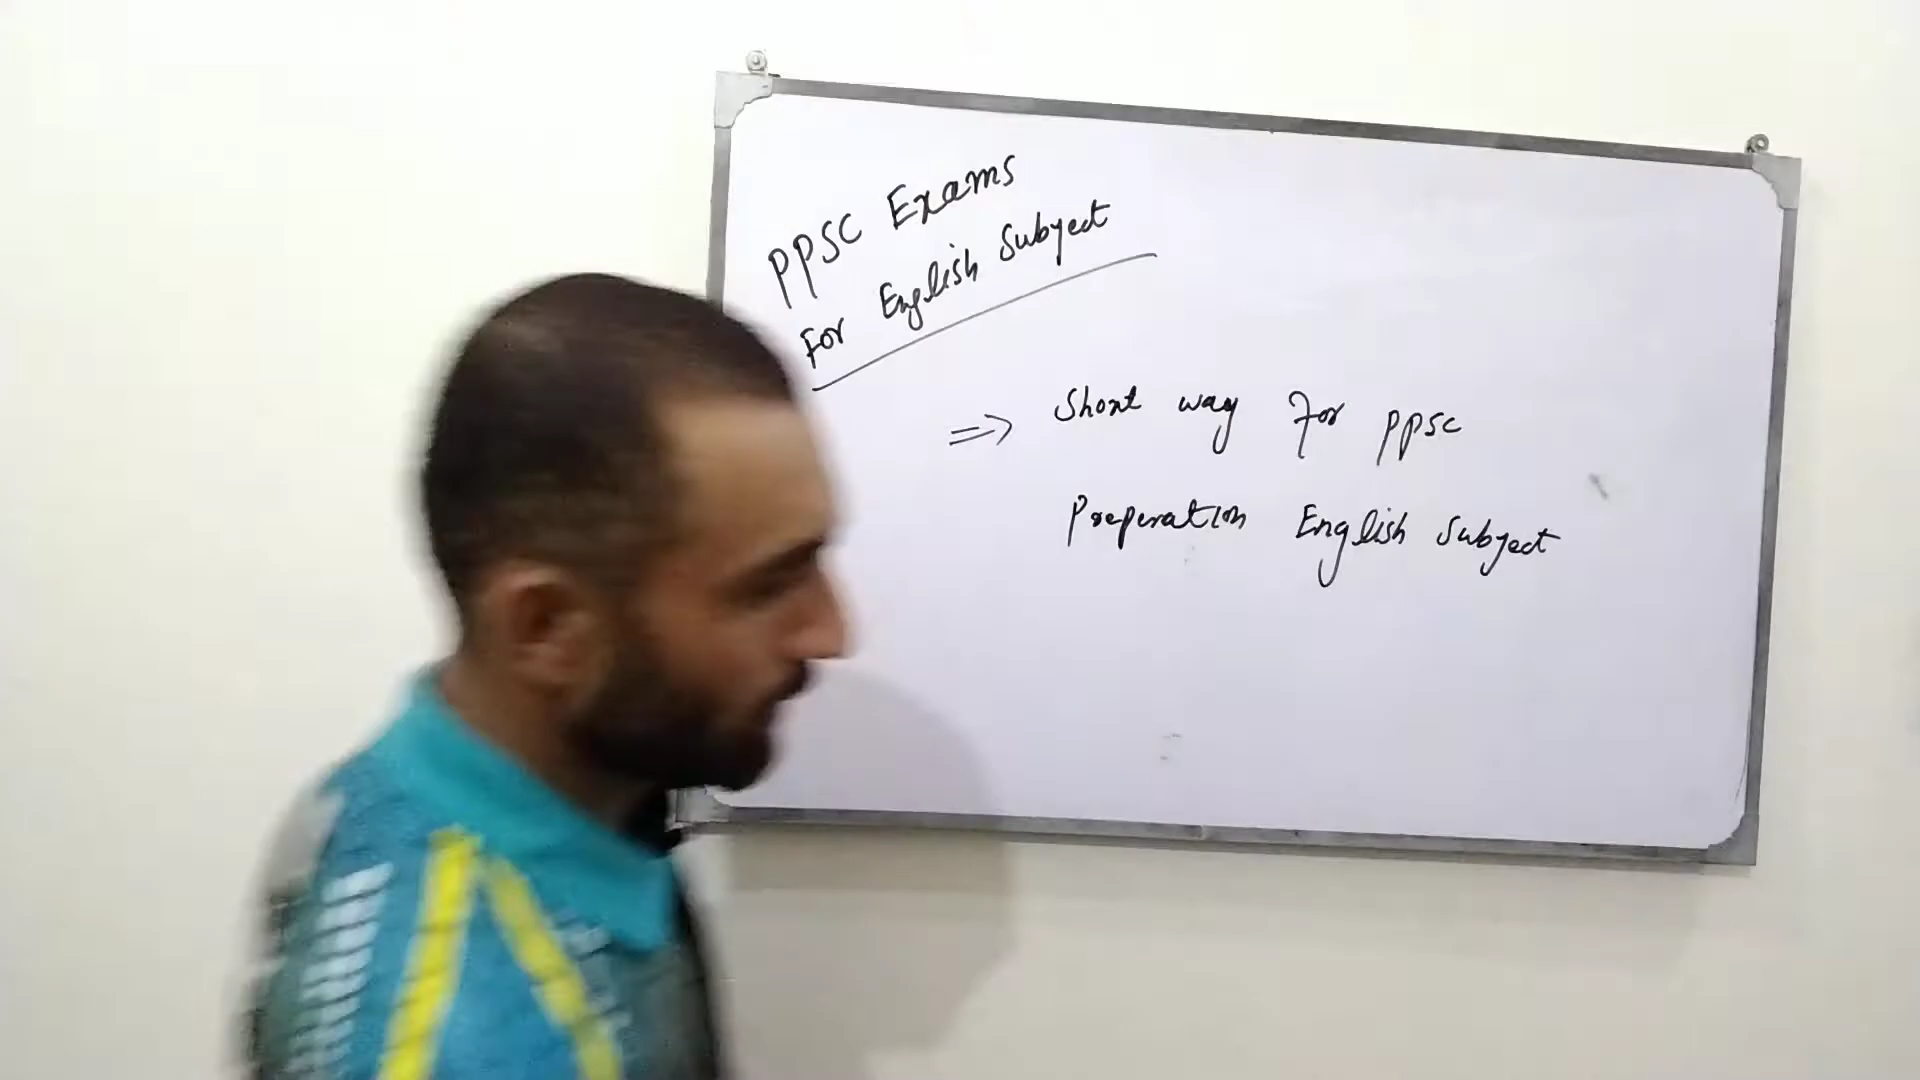 PPSC Exams
For English Subject
=> Short way For PPSC
Preperation English Subject